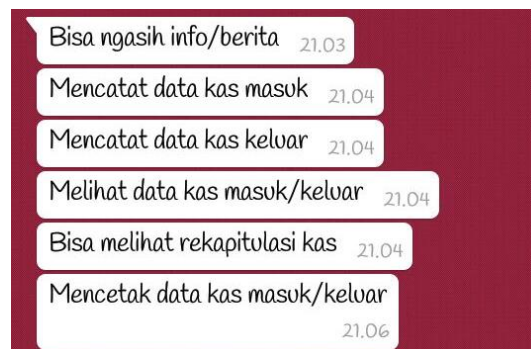 Bisa ngasih info/berita 21.03
Mencatat data kas masuk 21.04
Mencatat data kas keluar 21.04
Melihat data kas masuk/keluar 21.04
Bisa melihat rekapitulasi kas 21.04
Mencetak data kas masuk/keluar
21.06